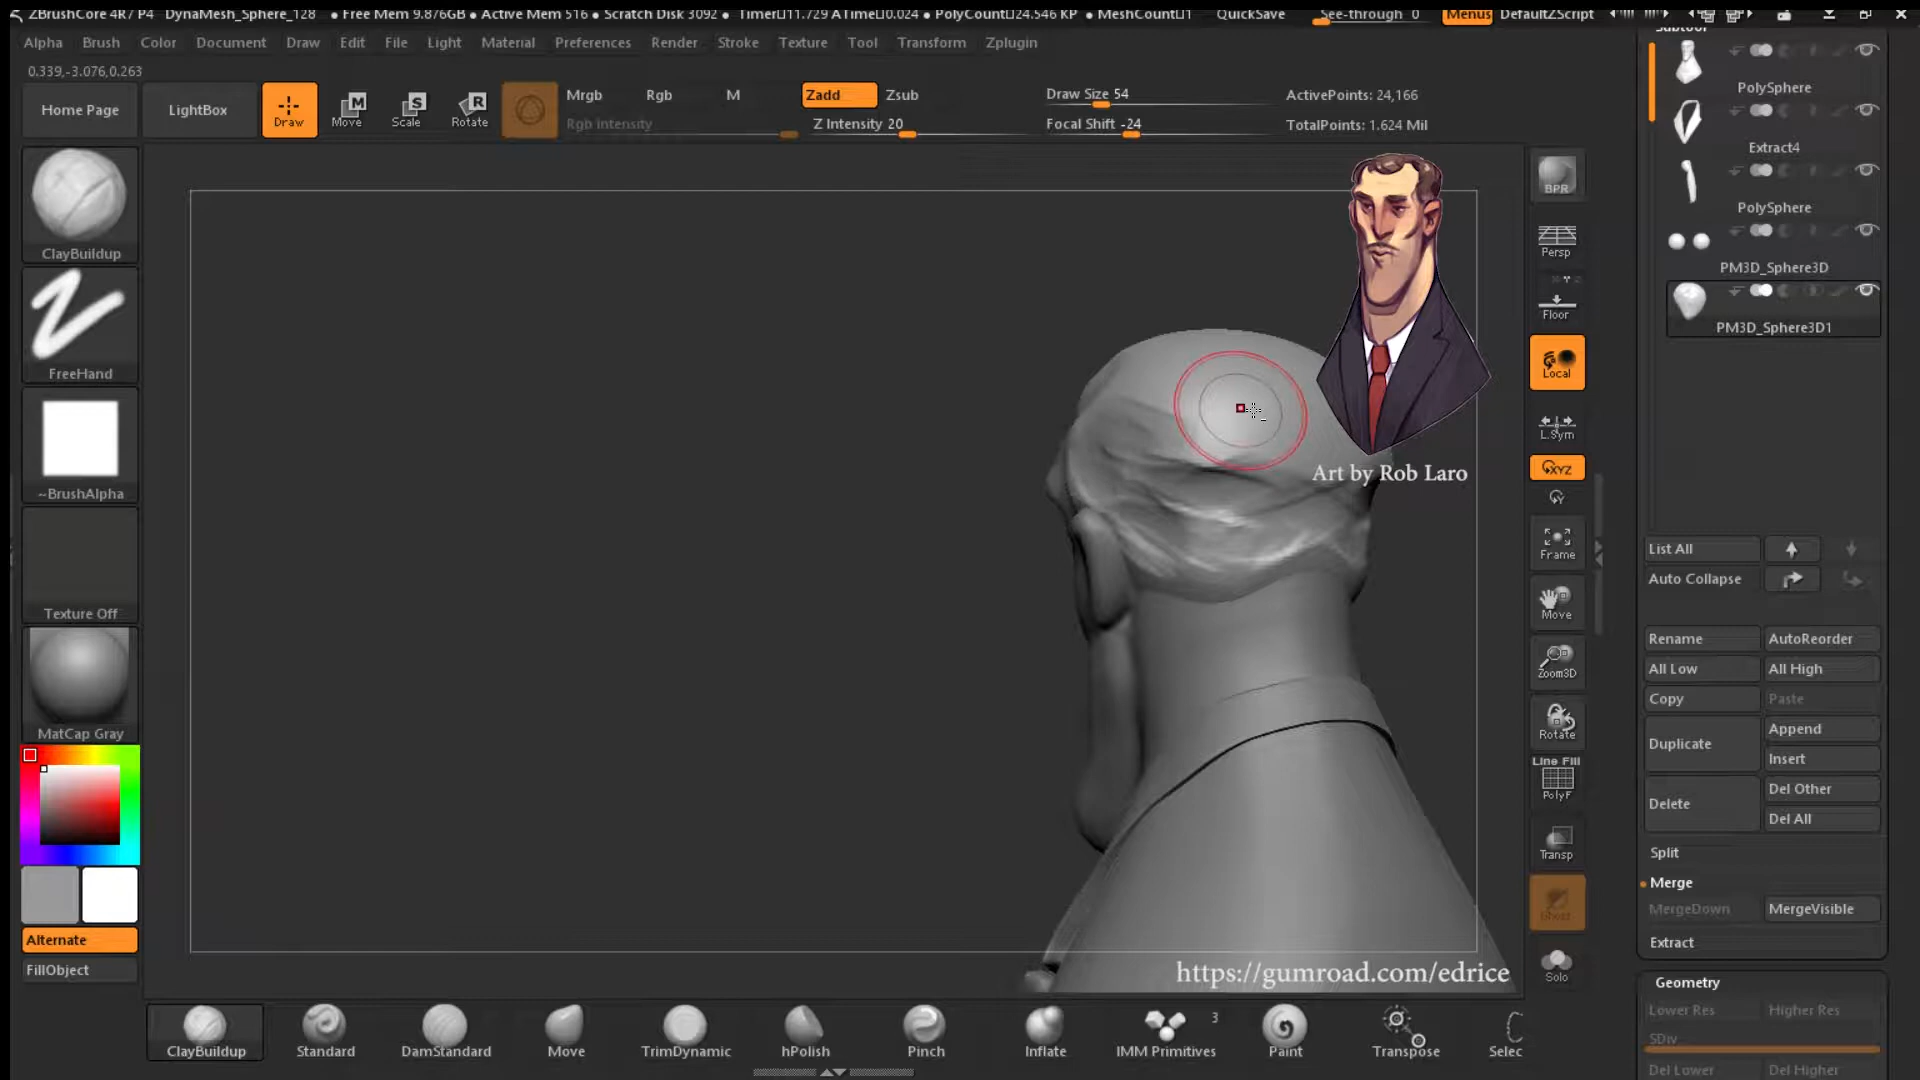 ZBrushCore 4R7 P4 DynaMesh_Sphere_128 • Free Mem 9.876GB • Active Mem 516 • Scratch Disk 3092 • Timer▯11.729 ATime▯0.024 • PolyCount▯24.546 KP • MeshCount▯1 QuickSave See-through 0 Menus DefaultZScript
Alpha Brush Color Document Draw Edit File Light Material Preferences Render Stroke Texture Tool Transform Zplugin
0.339,-3.076,0.263
Home Page LightBox Draw Move Scale Rotate
M S R
Mrgb Rgb M Zadd Zsub Draw Size 54 ActivePoints: 24,166
Rgb Intensity Z Intensity 20 Focal Shift -24 TotalPoints: 1.624 Mil
ClayBuildup
FreeHand
~BrushAlpha
Texture Off
MatCap Gray
Alternate
FillObject
Art by Rob Laro
https://gumroad.com/edrice
BPR
Persp
Floor
Local
L.Sym
XYZ
Y
Frame
Move
Zoom3D
Rotate
Line Fill
PolyF
Transp
Ghost
Solo
Subtool
PolySphere
Extract4
PolySphere
PM3D_Sphere3D
PM3D_Sphere3D1
List All
Auto Collapse
Rename AutoReorder
All Low All High
Copy Paste
Duplicate Append
Insert
Delete Del Other
Del All
Split
Merge
MergeDown MergeVisible
Extract
Geometry
Lower Res Higher Res
SDiv
Del Lower Del Higher
3
ClayBuildup Standard DamStandard Move TrimDynamic hPolish Pinch Inflate IMM Primitives Paint Transpose Selec